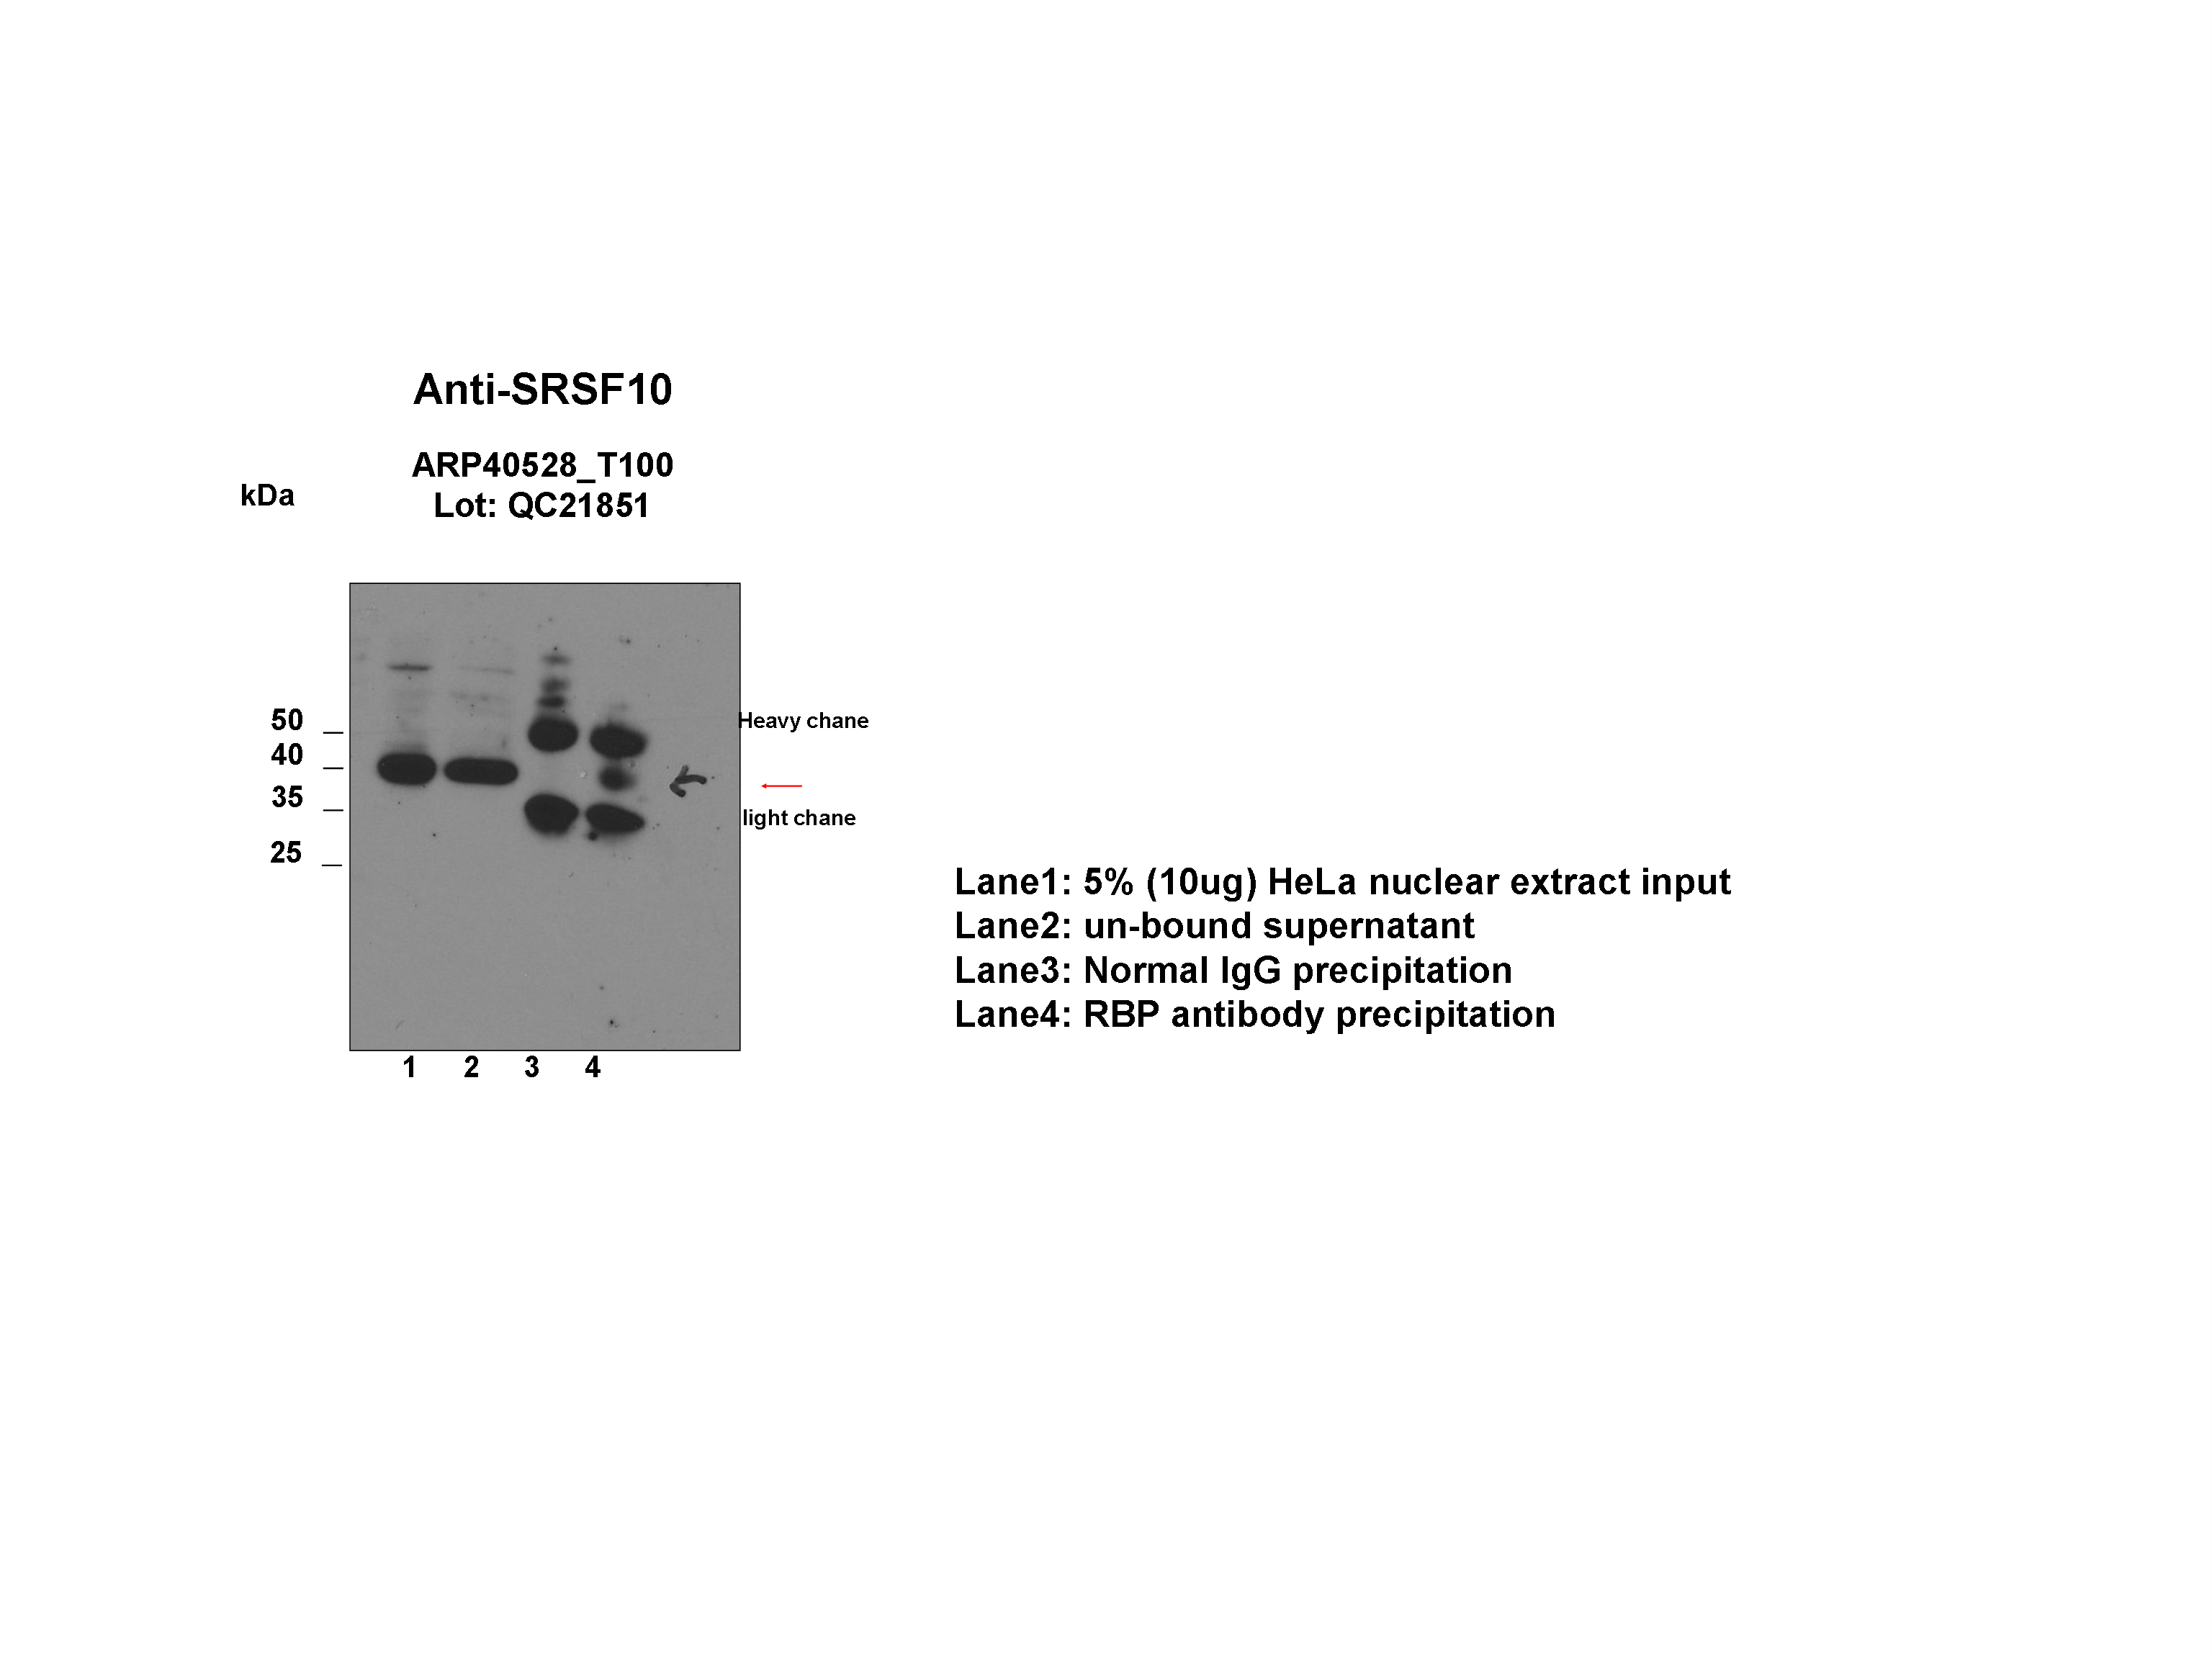 Anti-SRSF10
ARP40528_T100
Lot: QC21851
kDa
50
40
35
25
Heavy chane
light chane
1 2 3 4
Lane1: 5% (10ug) HeLa nuclear extract input
Lane2: un-bound supernatant
Lane3: Normal IgG precipitation
Lane4: RBP antibody precipitation